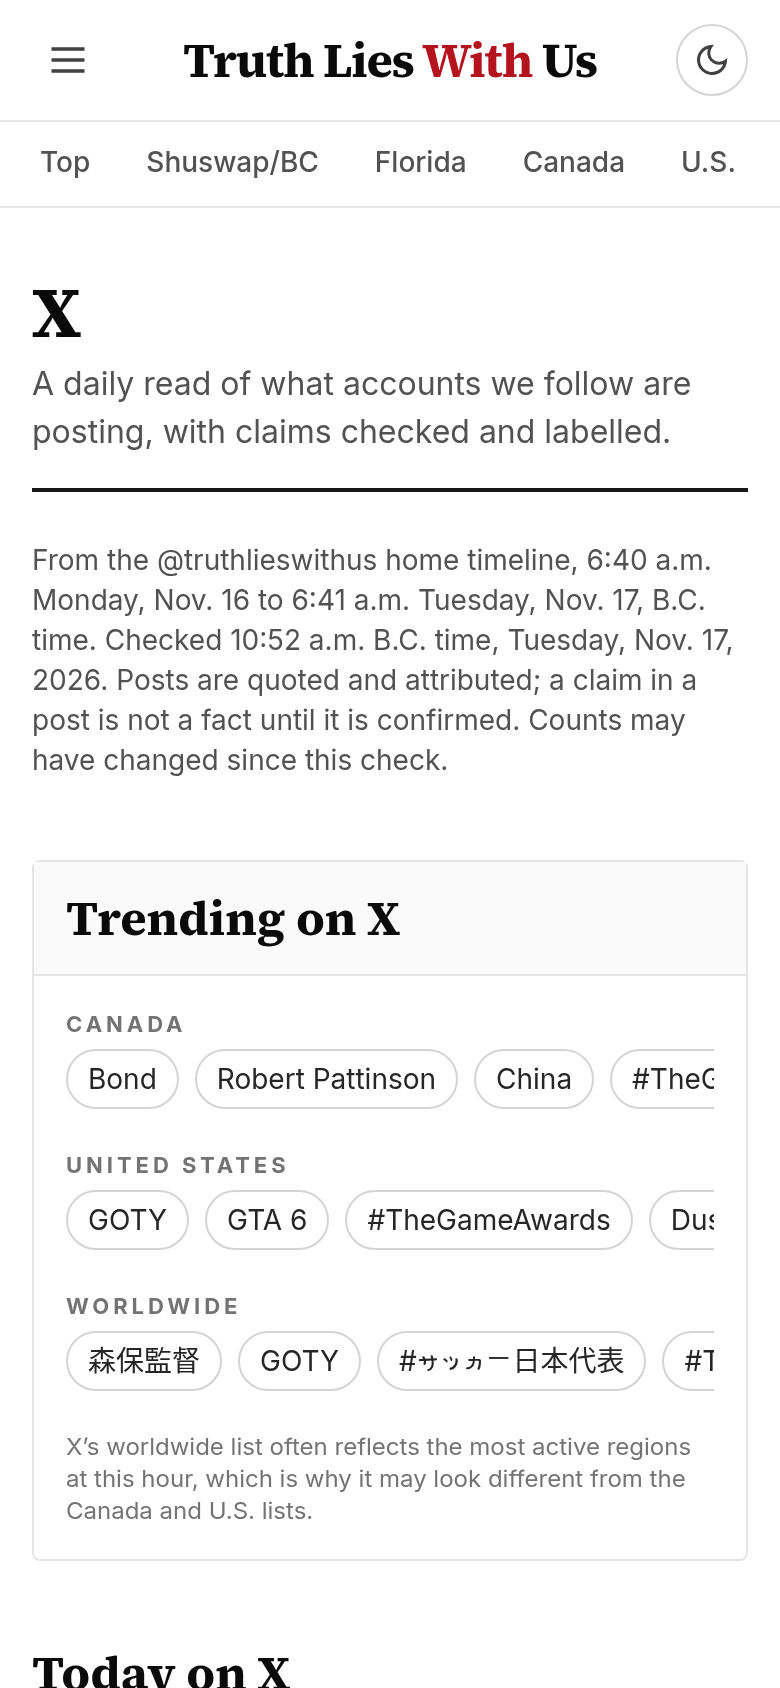 Truth Lies With Us
Top Shuswap/BC Florida Canada U.S.
X
A daily read of what accounts we follow are
posting, with claims checked and labelled.
From the @truthlieswithus home timeline, 6:40 a.m.
Monday, Nov. 16 to 6:41 a.m. Tuesday, Nov. 17, B.C.
time. Checked 10:52 a.m. B.C. time, Tuesday, Nov. 17,
2026. Posts are quoted and attributed; a claim in a
post is not a fact until it is confirmed. Counts may
have changed since this check.
Trending on X
CANADA
Bond Robert Pattinson China #TheG
UNITED STATES
GOTY GTA 6 #TheGameAwards Dus
WORLDWIDE
森保監督 GOTY #サッカー日本代表 #T
X’s worldwide list often reflects the most active regions
at this hour, which is why it may look different from the
Canada and U.S. lists.
Today on X